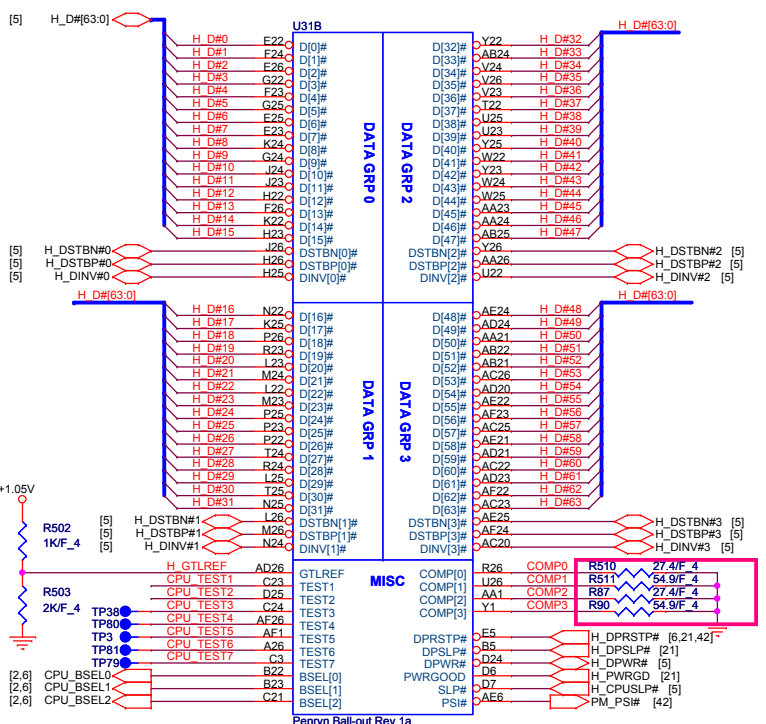 [5] H_D#[63:0] U31B H_D#[63:0]
H_D#0 E22 D[0]# D[32]# Y22 H_D#32
H_D#1 F24 D[1]# D[33]# AB24 H_D#33
H_D#2 E26 D[2]# D[34]# V24 H_D#34
H_D#3 G22 D[3]# D[35]# V26 H_D#35
H_D#4 F23 D[4]# D[36]# V23 H_D#36
H_D#5 G25 D[5]# D[37]# T22 H_D#37
H_D#6 E25 D[6]# D[38]# U25 H_D#38
H_D#7 E23 D[7]# D[39]# U23 H_D#39
H_D#8 K24 D[8]# D[40]# Y25 H_D#40
H_D#9 G24 D[9]# D[41]# W22 H_D#41
H_D#10 J24 D[10]# D[42]# Y23 H_D#42
H_D#11 J23 D[11]# D[43]# W24 H_D#43
H_D#12 H22 D[12]# D[44]# W25 H_D#44
H_D#13 F26 D[13]# D[45]# AA23 H_D#45
H_D#14 K22 D[14]# D[46]# AA24 H_D#46
H_D#15 H23 D[15]# D[47]# AB25 H_D#47
[5] H_DSTBN#0 J26 DSTBN[0]# DSTBN[2]# Y26 H_DSTBN#2 [5]
[5] H_DSTBP#0 H26 DSTBP[0]# DSTBP[2]# AA26 H_DSTBP#2 [5]
[5] H_DINV#0 H25 DINV[0]# DINV[2]# U22 H_DINV#2 [5]
DATA GRP 0
DATA GRP 2
H_D#[63:0] H_D#[63:0]
H_D#16 N22 D[16]# D[48]# AE24 H_D#48
H_D#17 K25 D[17]# D[49]# AD24 H_D#49
H_D#18 P26 D[18]# D[50]# AA21 H_D#50
H_D#19 R23 D[19]# D[51]# AB22 H_D#51
H_D#20 L23 D[20]# D[52]# AB21 H_D#52
H_D#21 M24 D[21]# D[53]# AC26 H_D#53
H_D#22 L22 D[22]# D[54]# AD20 H_D#54
H_D#23 M23 D[23]# D[55]# AE22 H_D#55
H_D#24 P25 D[24]# D[56]# AF23 H_D#56
H_D#25 P23 D[25]# D[57]# AC25 H_D#57
H_D#26 P22 D[26]# D[58]# AE21 H_D#58
H_D#27 T24 D[27]# D[59]# AD21 H_D#59
H_D#28 R24 D[28]# D[60]# AC22 H_D#60
H_D#29 L25 D[29]# D[61]# AD23 H_D#61
H_D#30 T25 D[30]# D[62]# AF22 H_D#62
H_D#31 N25 D[31]# D[63]# AC23 H_D#63
[5] H_DSTBN#1 L26 DSTBN[1]# DSTBN[3]# AE25 H_DSTBN#3 [5]
[5] H_DSTBP#1 M26 DSTBP[1]# DSTBP[3]# AF24 H_DSTBP#3 [5]
[5] H_DINV#1 N24 DINV[1]# DINV[3]# AC20 H_DINV#3 [5]
DATA GRP 1
DATA GRP 3
+1.05V
R502
1K/F_4
R503
2K/F_4
MISC
H_GTLREF AD26 GTLREF COMP[0] R26 COMP0 R510 27.4/F_4
CPU_TEST1 C23 TEST1 COMP[1] U26 COMP1 R511 54.9/F_4
CPU_TEST2 D25 TEST2 COMP[2] AA1 COMP2 R87 27.4/F_4
TP38 CPU_TEST3 C24 TEST3 COMP[3] Y1 COMP3 R90 54.9/F_4
TP80 CPU_TEST4 AF26 TEST4
TP3 CPU_TEST5 AF1 TEST5 DPRSTP# E5 H_DPRSTP# [6,21,42]
TP81 CPU_TEST6 A26 TEST6 DPSLP# B5 H_DPSLP# [21]
TP79 CPU_TEST7 C3 TEST7 DPWR# D24 H_DPWR# [5]
[2,6] CPU_BSEL0 B22 BSEL[0] PWRGOOD D6 H_PWRGD [21]
[2,6] CPU_BSEL1 B23 BSEL[1] SLP# D7 H_CPUSLP# [5]
[2,6] CPU_BSEL2 C21 BSEL[2] PSI# AE6 PM_PSI# [42]
Penryn Ball-out Rev 1a